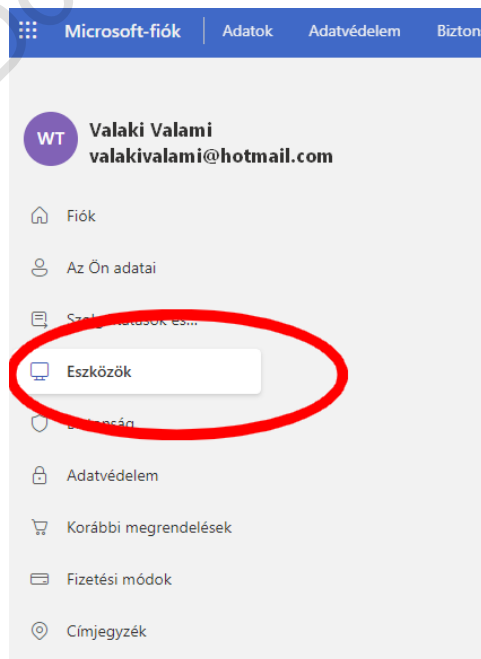 Microsoft-fiók Adatok Adatvédelem Bizton
WT
Valaki Valami
valakivalami@hotmail.com
Fiók
Az Ön adatai
Eszközök
Adatvédelem
Korábbi megrendelések
Fizetési módok
Címjegyzék